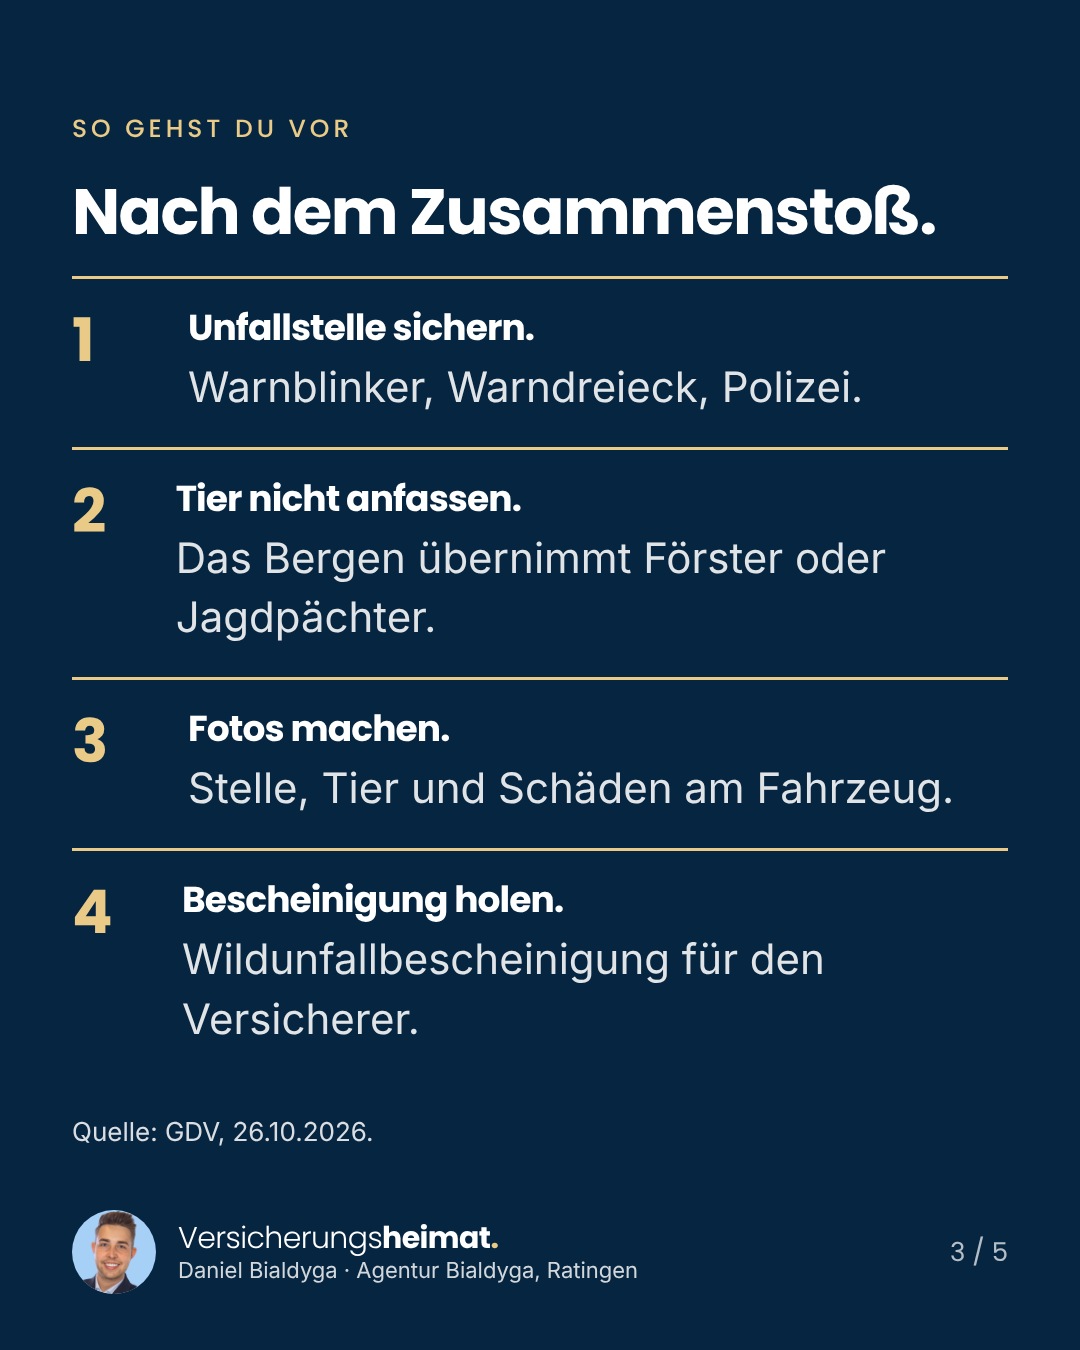 SO GEHST DU VOR
Nach dem Zusammenstoß.
1
Unfallstelle sichern.
Warnblinker, Warndreieck, Polizei.
2
Tier nicht anfassen.
Das Bergen übernimmt Förster oder
Jagdpächter.
3
Fotos machen.
Stelle, Tier und Schäden am Fahrzeug.
4
Bescheinigung holen.
Wildunfallbescheinigung für den
Versicherer.
Quelle: GDV, 26.10.2026.
Versicherungsheimat.
Daniel Bialdyga · Agentur Bialdyga, Ratingen
3 / 5